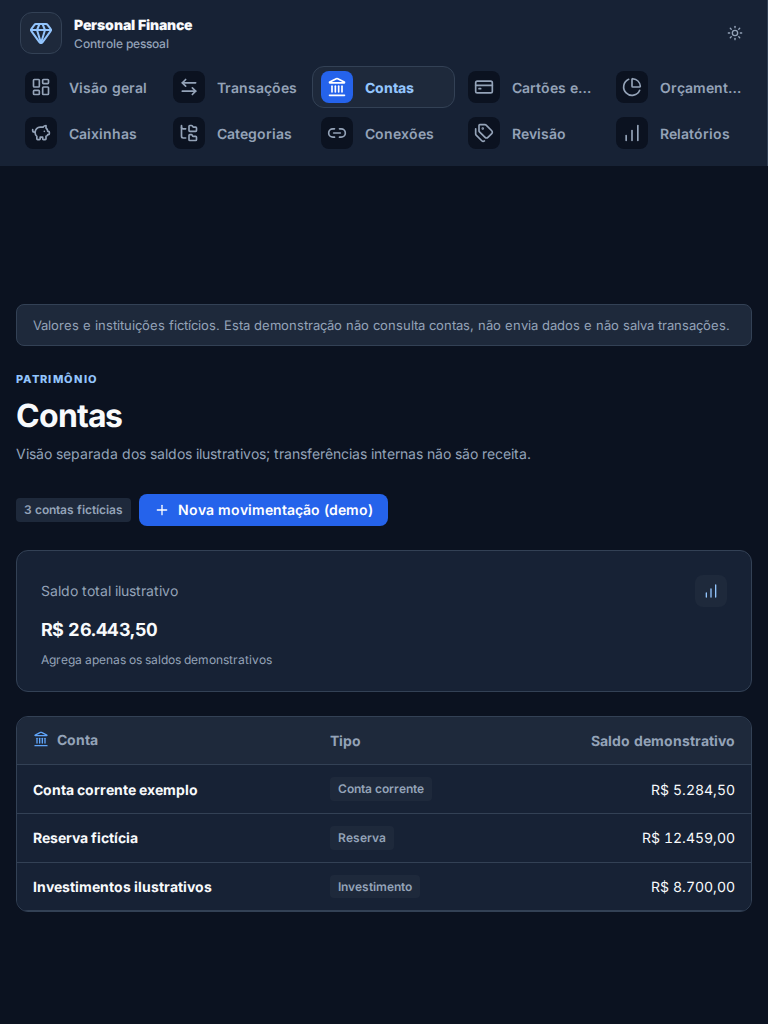 Personal Finance
Controle pessoal
Visão geral
Transações
Contas
Cartões e...
Orçament...
Caixinhas
Categorias
Conexões
Revisão
Relatórios
Valores e instituições fictícios. Esta demonstração não consulta contas, não envia dados e não salva transações.
PATRIMÔNIO
Contas
Visão separada dos saldos ilustrativos; transferências internas não são receita.
3 contas fictícias
Nova movimentação (demo)
Saldo total ilustrativo
R$ 26.443,50
Agrega apenas os saldos demonstrativos
Conta Tipo Saldo demonstrativo
Conta corrente exemplo Conta corrente R$ 5.284,50
Reserva fictícia Reserva R$ 12.459,00
Investimentos ilustrativos Investimento R$ 8.700,00